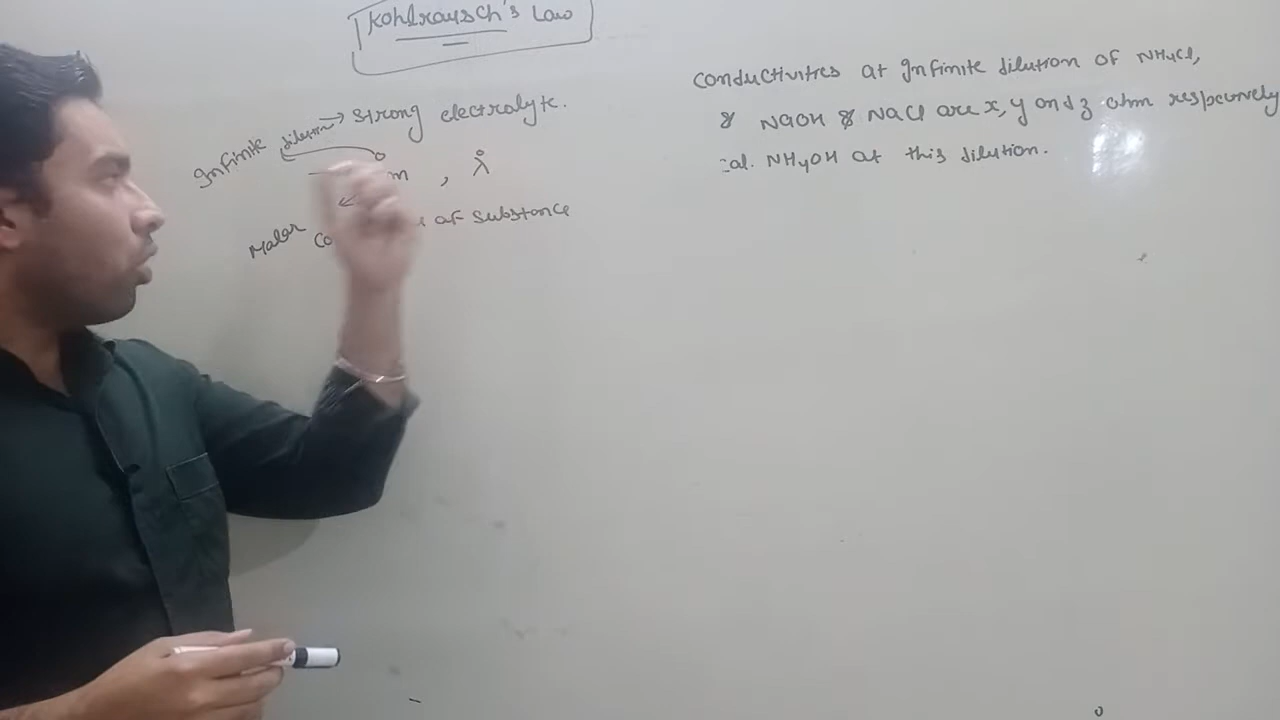 Kohlrausch's Law
Infinite dilution → Strong electrolyte.
m , λ°
Molar of substance
Conductivities at Infinite dilution of NH4Cl,
& NaOH & NaCl are x, y and z ohm respectively
cal. NH4OH at this dilution.